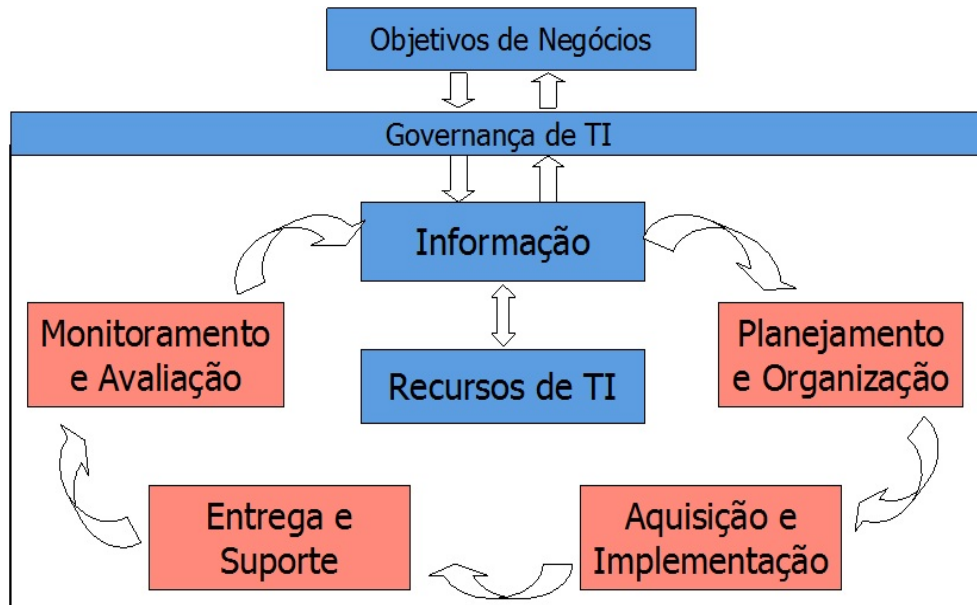 Objetivos de Negócios
Governança de TI
Informação
Monitoramento
e Avaliação
Planejamento
e Organização
Recursos de TI
Entrega e
Suporte
Aquisição e
Implementação